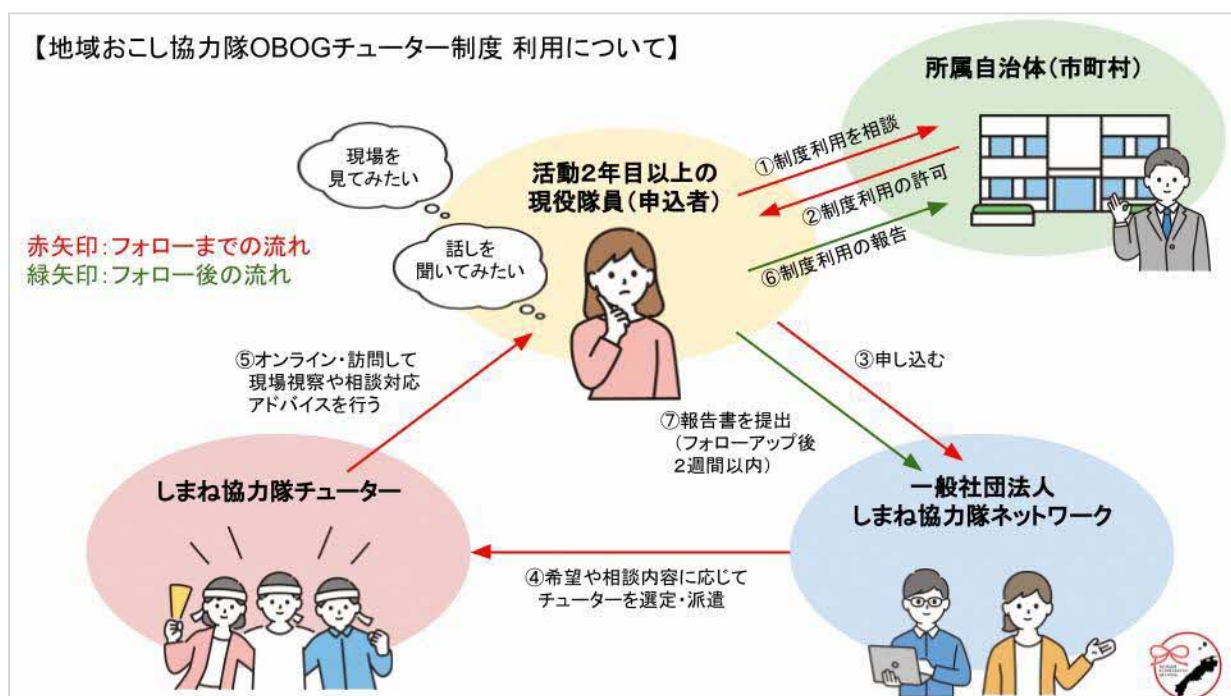 【地域おこし協力隊OBOGチューター制度 利用について】
所属自治体(市町村)
現場を
見てみたい
活動2年目以上の
現役隊員(申込者)
①制度利用を相談
②制度利用の許可
⑥制度利用の報告
話しを
聞いてみたい
赤矢印:フォローまでの流れ
緑矢印:フォロー後の流れ
⑤オンライン・訪問して
現場視察や相談対応
アドバイスを行う
③申し込む
⑦報告書を提出
(フォローアップ後
2週間以内)
しまね協力隊チューター
一般社団法人
しまね協力隊ネットワーク
④希望や相談内容に応じて
チューターを選定・派遣